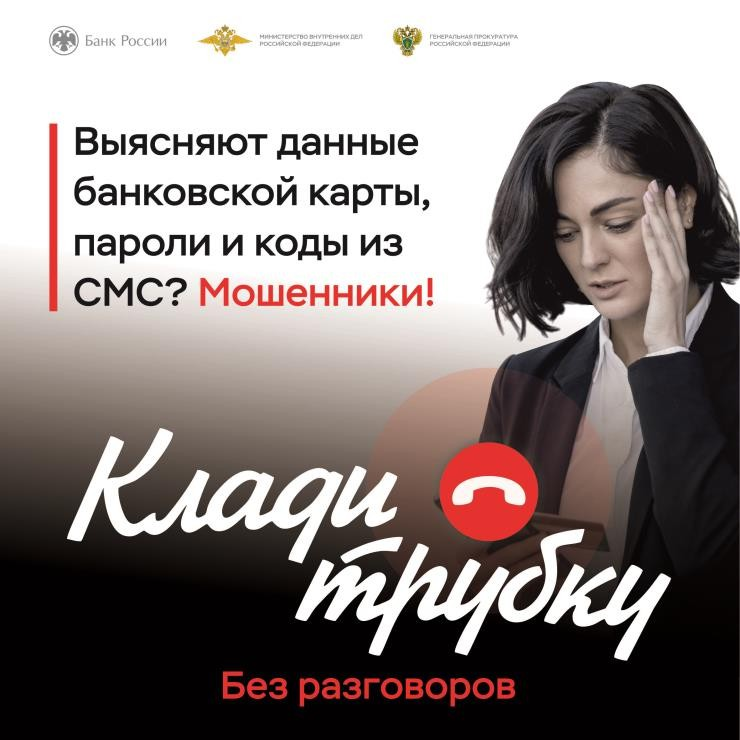 Банк России
МИНИСТЕРСТВО ВНУТРЕННИХ ДЕЛ
РОССИЙСКОЙ ФЕДЕРАЦИИ
ГЕНЕРАЛЬНАЯ ПРОКУРАТУРА
РОССИЙСКОЙ ФЕДЕРАЦИИ
Выясняют данные
банковской карты,
пароли и коды из
СМС? Мошенники!
Клади
трубку
Без разговоров